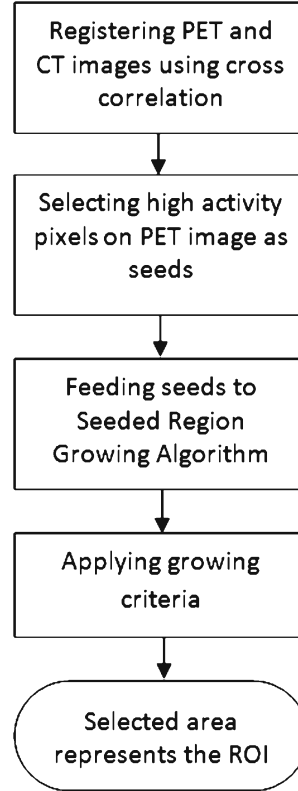 Registering PET and
CT images using cross
correlation
Selecting high activity
pixels on PET image as
seeds
Feeding seeds to
Seeded Region
Growing Algorithm
Applying growing
criteria
Selected area
represents the ROI